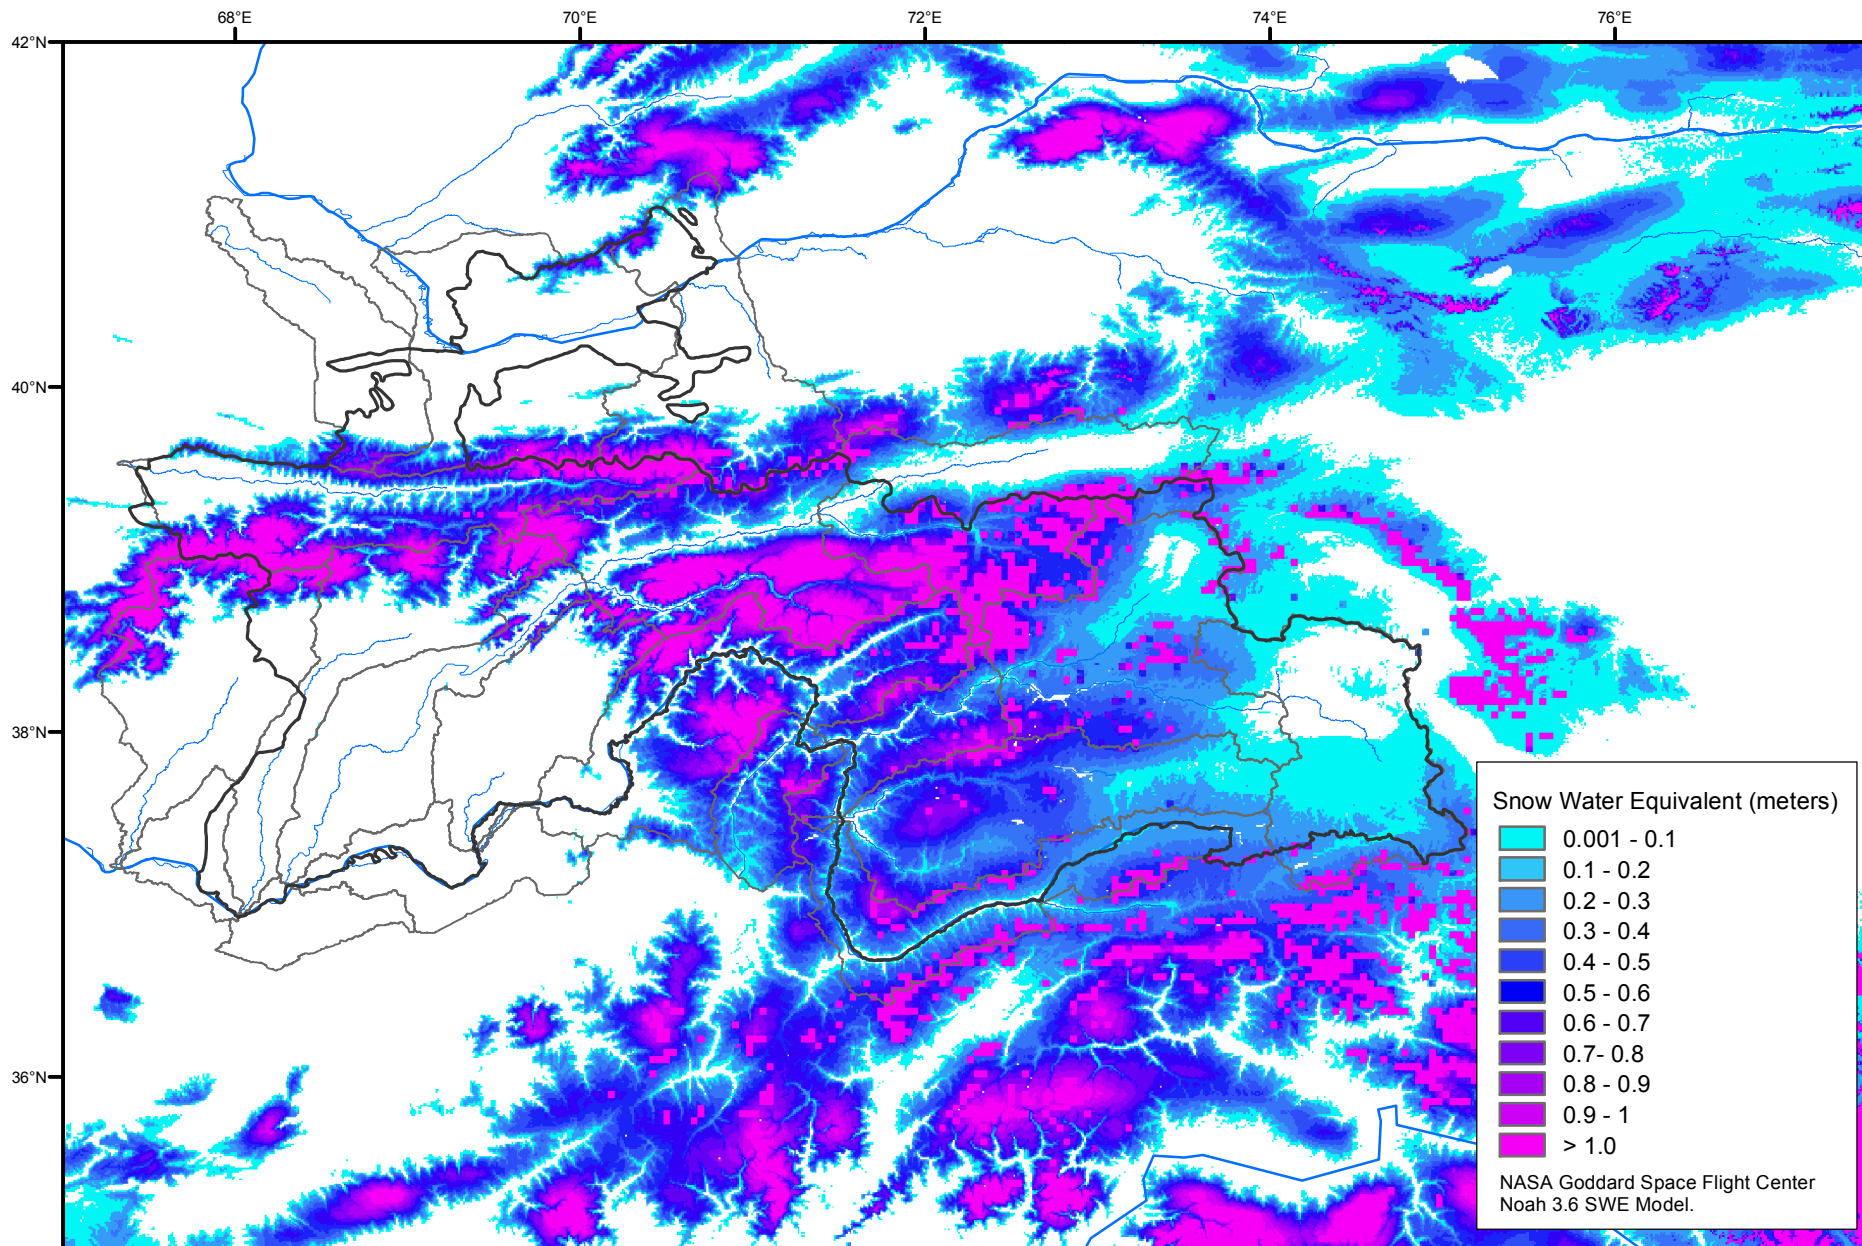 68°E
70°E
72°E
74°E
76°E
42°N
40°N
38°N
36°N
Snow Water Equivalent (meters)
0.001 - 0.1
0.1 - 0.2
0.2 - 0.3
0.3 - 0.4
0.4 - 0.5
0.5 - 0.6
0.6 - 0.7
0.7- 0.8
0.8 - 0.9
0.9 - 1
> 1.0
NASA Goddard Space Flight Center
Noah 3.6 SWE Model.